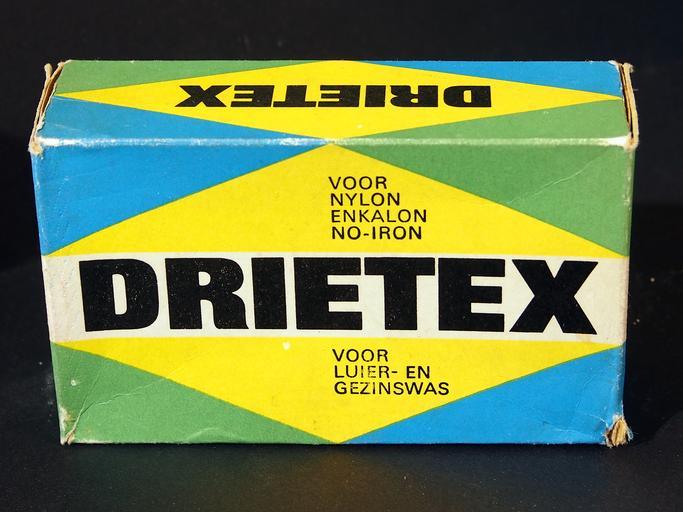 DRIETEX
VOOR
NYLON
ENKALON
NO-IRON
DRIETEX
VOOR
LUIER- EN
GEZINSWAS